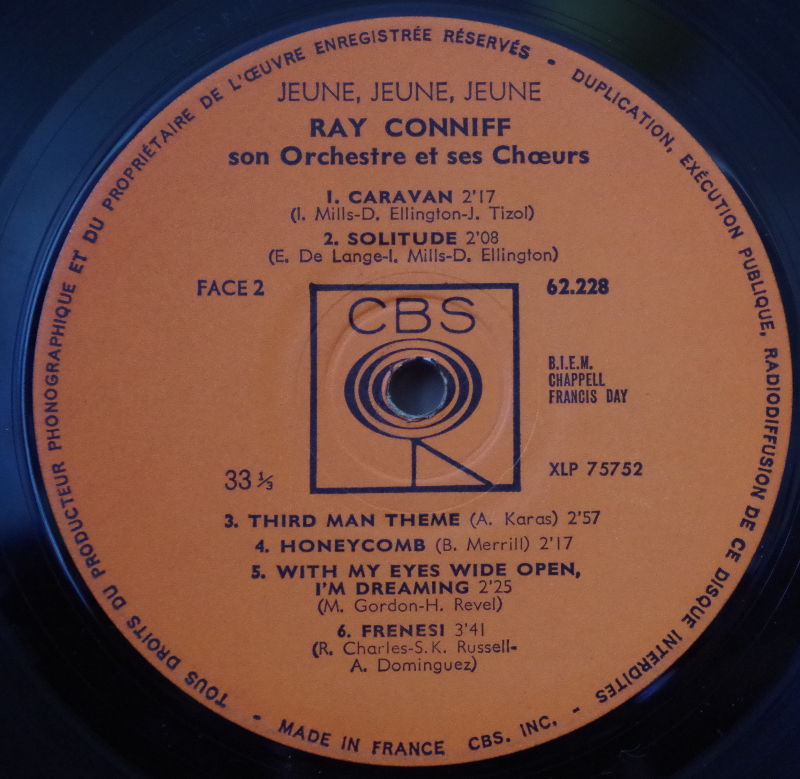 TOUS DROITS DU PRODUCTEUR PHONOGRAPHIQUE ET DU PROPRIÉTAIRE DE L'ŒUVRE ENREGISTRÉE RÉSERVÉS • DUPLICATION, EXÉCUTION PUBLIQUE, RADIODIFFUSION DE CE DISQUE INTERDITES •
JEUNE, JEUNE, JEUNE
RAY CONNIFF
son Orchestre et ses Chœurs
1. CARAVAN 2'17
(I. Mills-D. Ellington-J. Tizol)
2. SOLITUDE 2'08
(E. De Lange-I. Mills-D. Ellington)
FACE 2
62.228
CBS
B.I.E.M.
CHAPPELL
FRANCIS DAY
33 ⅓
XLP 75752
3. THIRD MAN THEME (A. Karas) 2'57
4. HONEYCOMB (B. Merrill) 2'17
5. WITH MY EYES WIDE OPEN,
I'M DREAMING 2'25
(M. Gordon-H. Revel)
6. FRENESI 3'41
(R. Charles-S.K. Russell-
A. Dominguez)
• MADE IN FRANCE CBS. INC.